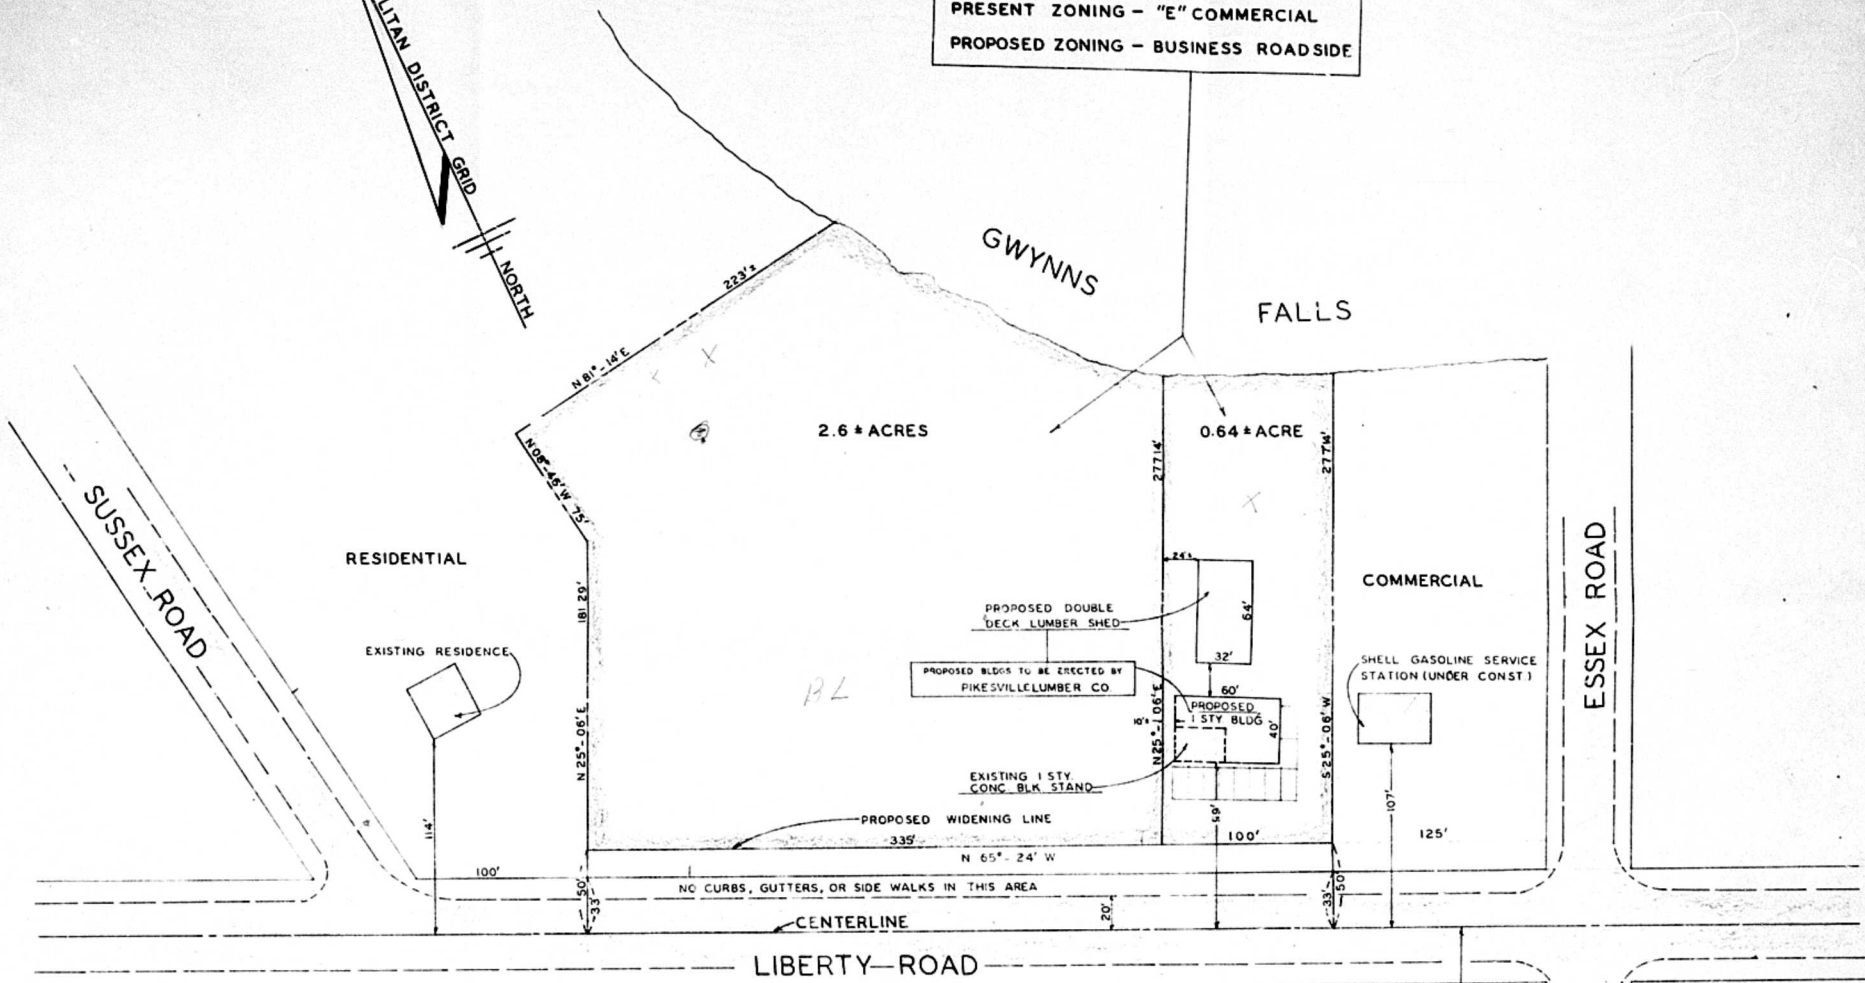 PRESENT ZONING - "E" COMMERCIAL
PROPOSED ZONING - BUSINESS ROADSIDE
LITAN DISTRICT GRID
NORTH
GWYNNS
FALLS
223'±
N 81°-14' E
N 08°-46' W 75'
2.6 ± ACRES
0.64 ± ACRE
277.14'
277.14'
SUSSEX ROAD
RESIDENTIAL
EXISTING RESIDENCE
181.29'
N 25°-06' E
BL
PROPOSED DOUBLE
DECK LUMBER SHED
PROPOSED BLDGS TO BE ERECTED BY
PIKESVILLE LUMBER CO.
24'±
64'
32'
60'
PROPOSED
1 STY. BLDG
40'
10'±
N 25°-06' E
S 25°-06' W
EXISTING 1 STY.
CONC. BLK STAND
COMMERCIAL
SHELL GASOLINE SERVICE
STATION (UNDER CONST.)
ESSEX ROAD
PROPOSED WIDENING LINE
335'
100'
125'
N 65°-24' W
114'
107'
100'
NO CURBS, GUTTERS, OR SIDE WALKS IN THIS AREA
50'
33'
20'
33'
50'
CENTERLINE
LIBERTY ROAD